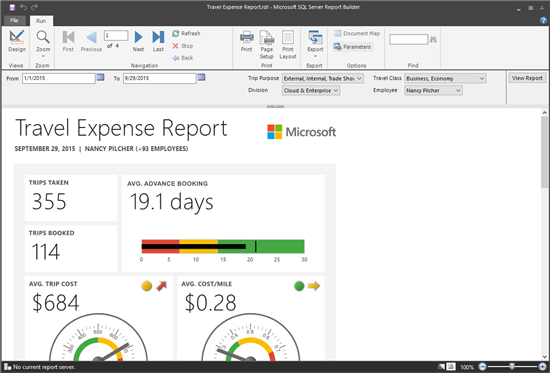 Travel Expense Report.rdl - Microsoft SQL Server Report Builder
File Run
Design Zoom First Previous 1 of 4 Next Last Refresh Stop Back Print Page Setup Print Layout Export Document Map Parameters Find
Views Zoom Navigation Print Export Options Find
From 1/1/2015 To 9/29/2015 Trip Purpose External, Internal, Trade Shov Travel Class Business, Economy View Report
Division Cloud & Enterprise Employee Nancy Pilcher
Travel Expense Report Microsoft
SEPTEMBER 29, 2015 | NANCY PILCHER (~93 EMPLOYEES)
TRIPS TAKEN
355
AVG. ADVANCE BOOKING
19.1 days
TRIPS BOOKED
114
0 5 10 15 20 25 30
AVG. TRIP COST
$684
AVG. COST/MILE
$0.28
No current report server. 100%